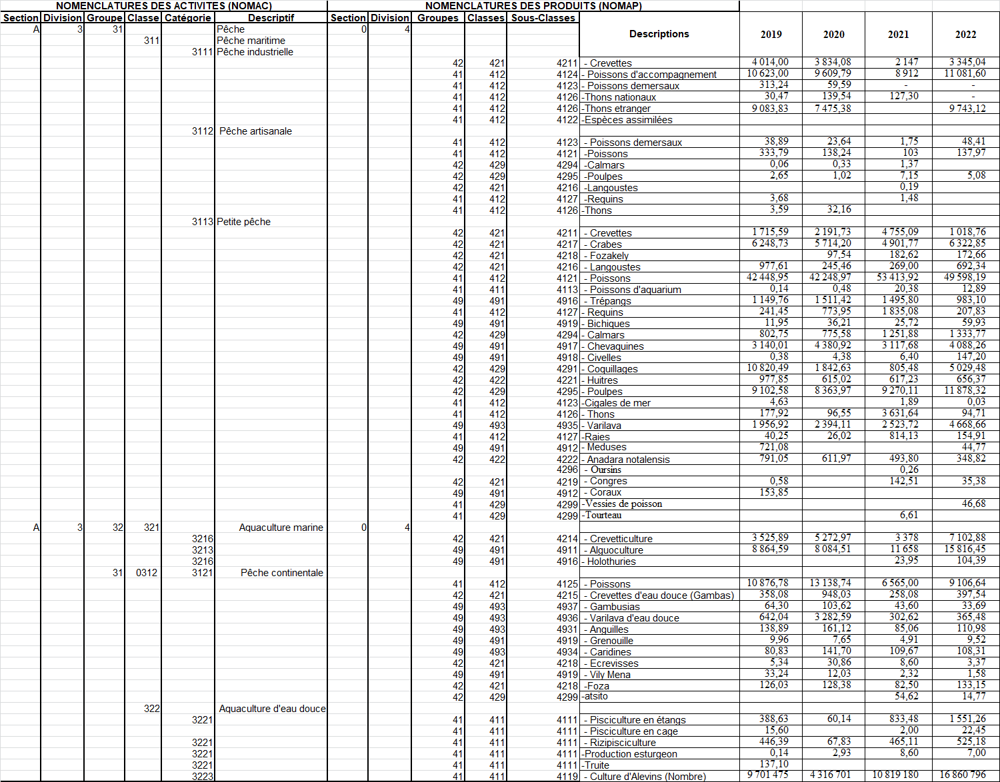 NOMENCLATURES DES ACTIVITES (NOMAC) NOMENCLATURES DES PRODUITS (NOMAP)
Section Division Groupe Classe Catégorie Descriptif Section Division Groupes Classes Sous-Classes Descriptions 2019 2020 2021 2022
A 3 31 Pêche 0 4
311 Pêche maritime
3111 Pêche industrielle
42 421 4211 - Crevettes 4 014,00 3 834,08 2 147 3 345,04
41 412 4124 - Poissons d'accompagnement 10 623,00 9 609,79 8 912 11 081,60
41 412 4123 - Poissons demersaux 313,24 59,59 - -
41 412 4126 -Thons nationaux 30,47 139,54 127,30 -
41 412 4126 -Thons etranger 9 083,83 7 475,38 9 743,12
41 412 4122 -Espèces assimilées
3112 Pêche artisanale
41 412 4123 - Poissons demersaux 38,89 23,64 1,75 48,41
41 412 4121 -Poissons 333,79 138,24 103 137,97
42 429 4294 -Calmars 0,06 0,33 1,37
42 429 4295 -Poulpes 2,65 1,02 7,15 5,08
42 421 4216 -Langoustes 0,19
41 412 4127 -Requins 3,68 1,48
41 412 4126 -Thons 3,59 32,16
3113 Petite pêche
42 421 4211 - Crevettes 1 715,59 2 191,73 4 755,09 1 018,76
42 421 4217 - Crabes 6 248,73 5 714,20 4 901,77 6 322,85
42 421 4218 - Fozakely 97,54 182,62 172,66
42 421 4216 - Langoustes 977,61 245,46 269,00 692,34
41 412 4121 - Poissons 42 448,95 42 248,97 53 413,92 49 598,19
41 411 4113 - Poissons d'aquarium 0,14 0,48 20,38 12,89
49 491 4916 - Trépangs 1 149,76 1 511,42 1 495,80 983,10
41 412 4127 - Requins 241,45 773,95 1 835,08 207,83
49 491 4919 - Bichiques 11,95 36,21 25,72 59,93
42 429 4294 - Calmars 802,75 775,58 1 251,88 1 333,77
49 491 4917 - Chevaquines 3 140,01 4 380,92 3 117,68 4 088,26
49 491 4918 - Civelles 0,38 4,38 6,40 147,20
42 429 4291 - Coquillages 10 820,49 1 842,63 805,48 5 029,48
42 422 4221 - Huitres 977,85 615,02 617,23 656,37
42 429 4295 - Poulpes 9 102,58 8 363,97 9 270,11 11 878,32
41 412 4123 -Cigales de mer 4,63 1,89 0,03
41 412 4126 - Thons 177,92 96,55 3 631,64 94,71
49 493 4935 - Varilava 1 956,92 2 394,11 2 523,72 4 668,66
41 412 4127 -Raies 40,25 26,02 814,13 154,91
49 491 4912 - Meduses 721,08 44,77
42 422 4222 - Anadara notalensis 791,05 611,97 493,80 348,82
4296 - Oursins 0,26
42 421 4219 - Congres 0,58 142,51 35,38
49 491 4912 - Coraux 153,85
41 429 4299 -Vessies de poisson 46,68
41 429 4299 -Tourteau 6,61
A 3 32 321 Aquaculture marine 0 4
3216 42 421 4214 - Crevetticulture 3 525,89 5 272,97 3 378 7 102,88
3213 49 491 4911 - Alguoculture 8 864,59 8 084,51 11 658 15 816,45
3216 49 491 4916 - Holothuries 23,95 104,39
31 0312 3121 Pêche continentale
41 412 4125 - Poissons 10 876,78 13 138,74 6 565,00 9 106,64
42 421 4215 - Crevettes d'eau douce (Gambas) 358,08 948,03 258,08 397,54
49 493 4937 - Gambusias 64,30 103,62 43,60 33,69
49 493 4936 - Varilava d'eau douce 642,04 3 282,59 302,62 365,48
49 493 4931 - Anguilles 138,89 161,12 85,06 110,98
49 491 4919 - Grenouille 9,96 7,65 4,91 9,52
49 493 4934 - Caridines 80,83 141,70 109,67 108,31
42 421 4218 - Ecrevisses 5,34 30,86 8,60 3,37
49 491 4919 - Vily Mena 33,24 12,03 2,32 1,58
42 421 4218 -Foza 126,03 128,38 82,50 133,15
42 429 4299 -atsito 54,62 14,77
322 Aquaculture d'eau douce
3221 41 411 4111 - Pisciculture en étangs 388,63 60,14 833,48 1 551,26
41 411 4111 - Pisciculture en cage 15,60 2,00 22,45
3221 41 411 4111 - Rizipisciculture 446,39 67,83 465,11 525,18
3221 41 411 4111 -Production esturgeon 0,14 2,93 8,60 7,00
3221 41 411 4111 -Truite 137,10
3223 41 411 4119 - Culture d'Alevins (Nombre) 9 701 475 4 316 701 10 819 180 16 860 796